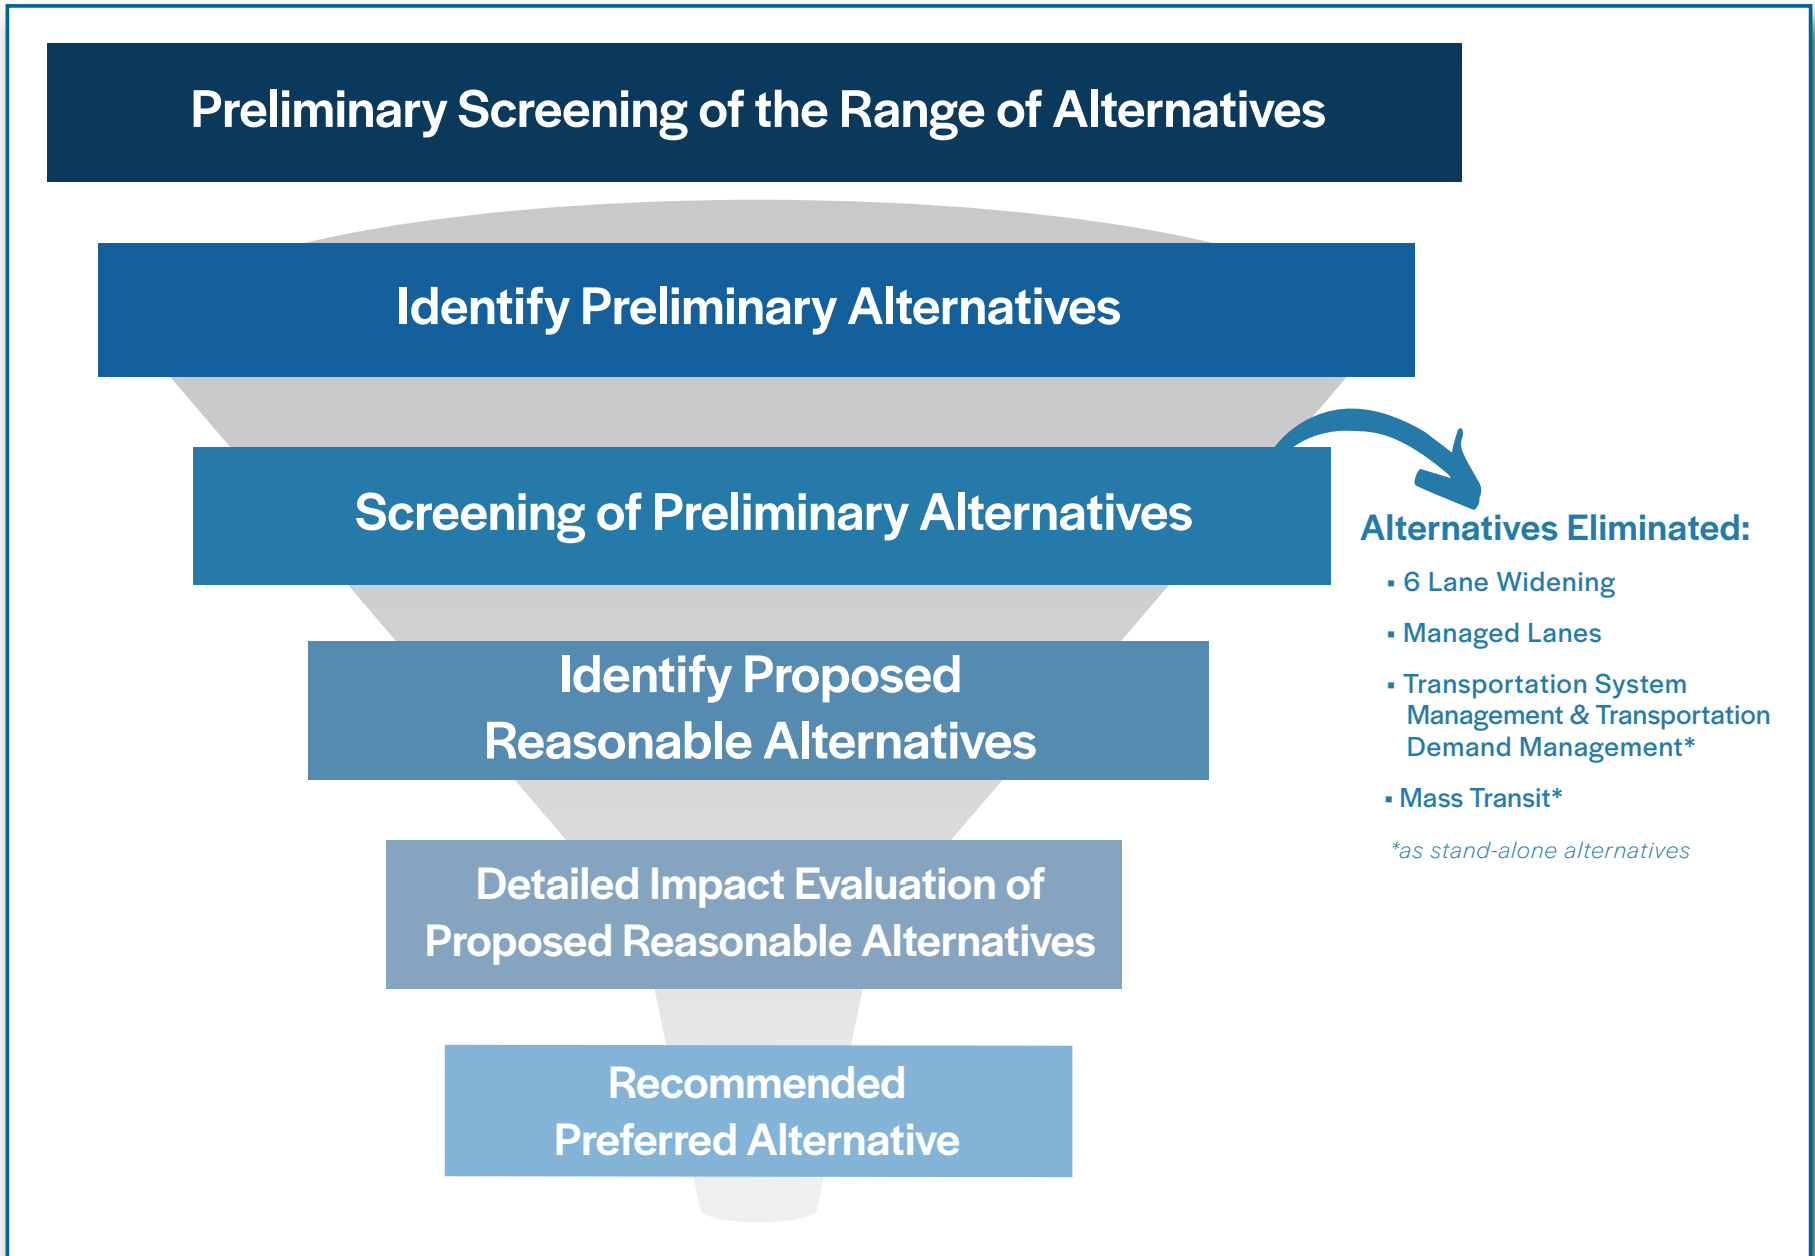 Preliminary Screening of the Range of Alternatives
Identify Preliminary Alternatives
Screening of Preliminary Alternatives
Alternatives Eliminated:
▪ 6 Lane Widening
▪ Managed Lanes
▪ Transportation System
Management & Transportation
Demand Management*
▪ Mass Transit*
*as stand-alone alternatives
Identify Proposed
Reasonable Alternatives
Detailed Impact Evaluation of
Proposed Reasonable Alternatives
Recommended
Preferred Alternative